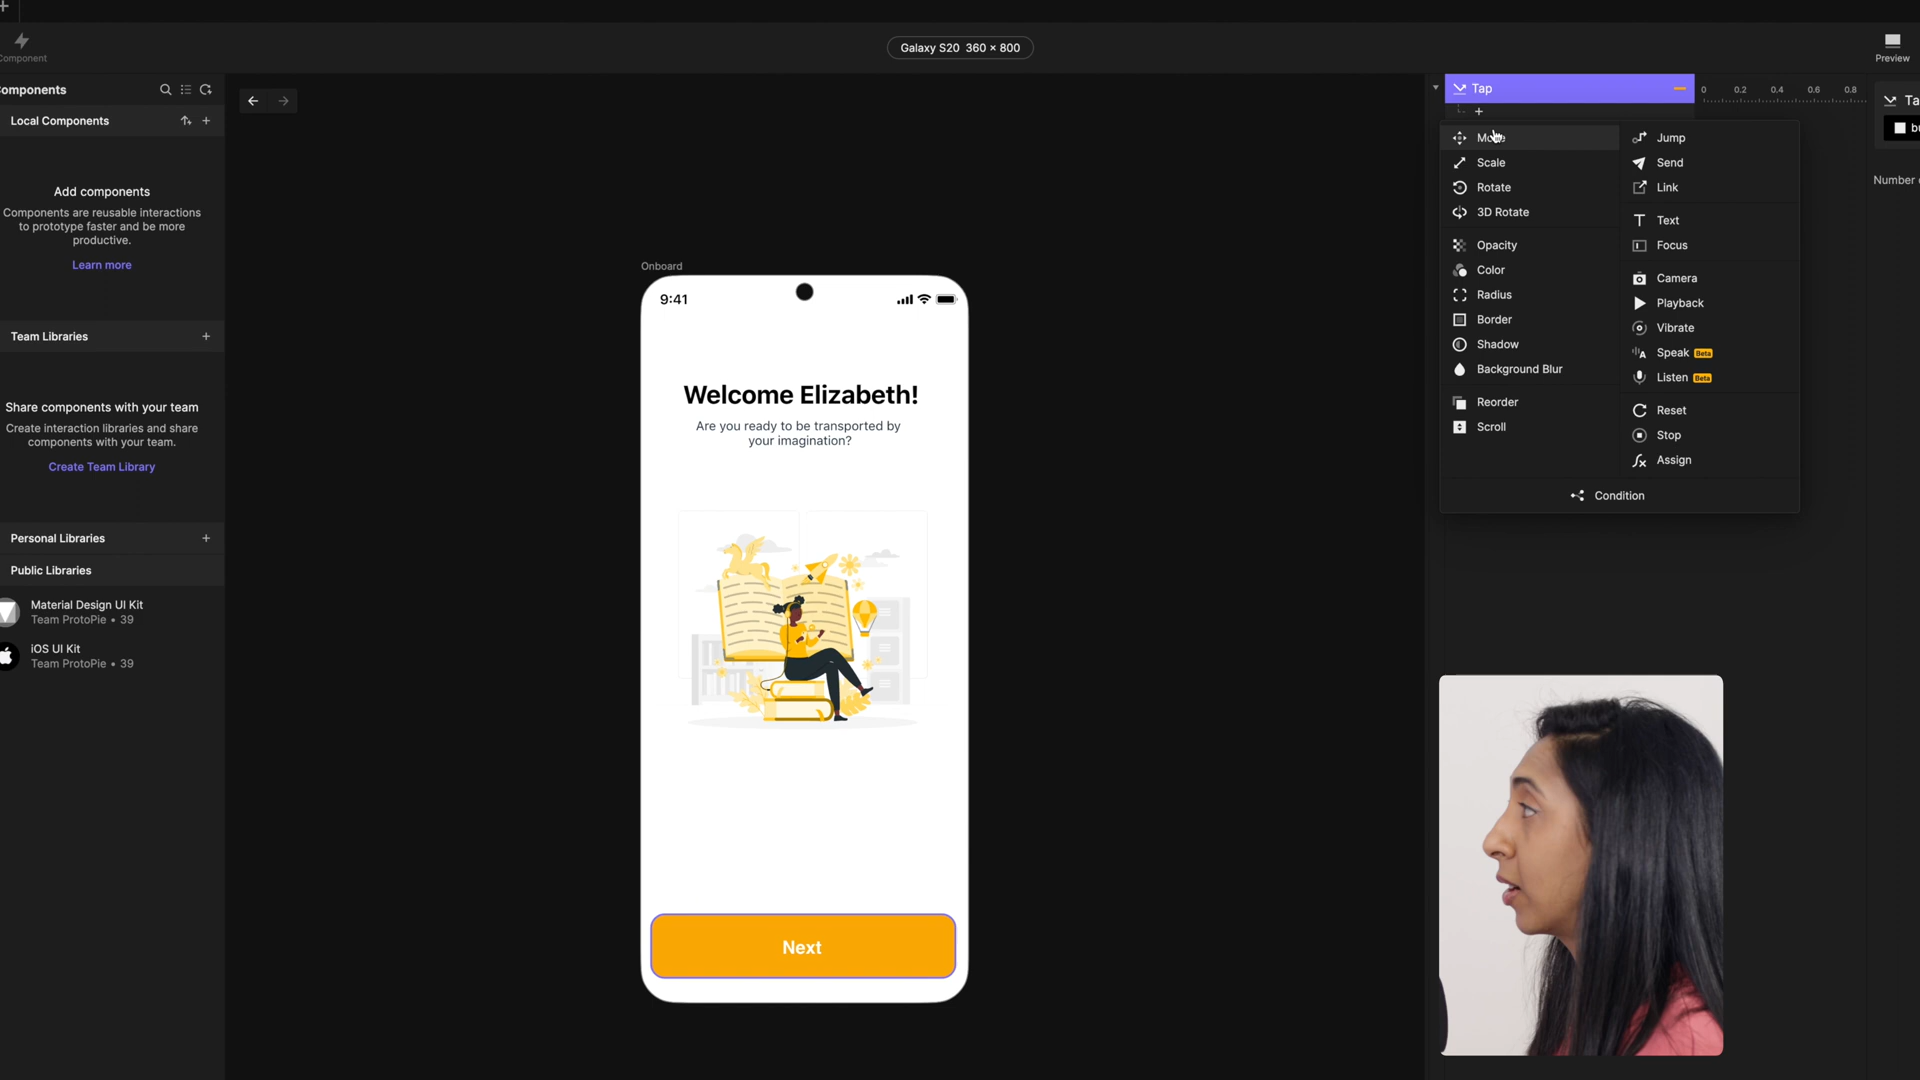 Component
Galaxy S20 360 × 800
Preview
omponents
Local Components
Add components
Components are reusable interactions
to prototype faster and be more
productive.
Learn more
Team Libraries
Share components with your team
Create interaction libraries and share
components with your team.
Create Team Library
Personal Libraries
Public Libraries
Material Design UI Kit
Team ProtoPie • 39
iOS UI Kit
Team ProtoPie • 39
Onboard
9:41
Welcome Elizabeth!
Are you ready to be transported by
your imagination?
Next
Tap
0 0.2 0.4 0.6 0.8
Move
Scale
Rotate
3D Rotate
Opacity
Color
Radius
Border
Shadow
Background Blur
Reorder
Scroll
Jump
Send
Link
Text
Focus
Camera
Playback
Vibrate
Speak Beta
Listen Beta
Reset
Stop
Assign
Condition
Ta
bu
Number